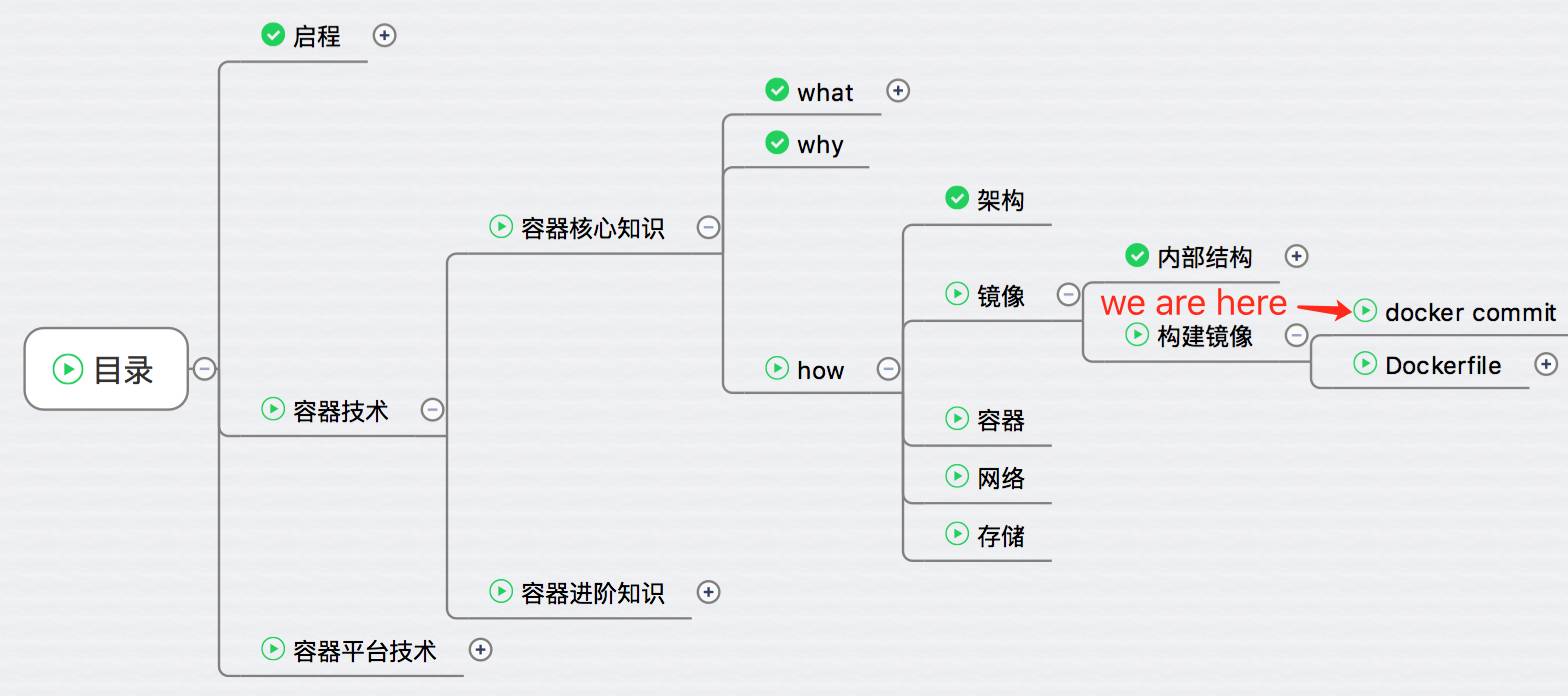 启程
what
why
架构
容器核心知识
内部结构
镜像
we are here
docker commit
构建镜像
how
Dockerfile
目录
容器技术
容器
网络
存储
容器进阶知识
容器平台技术